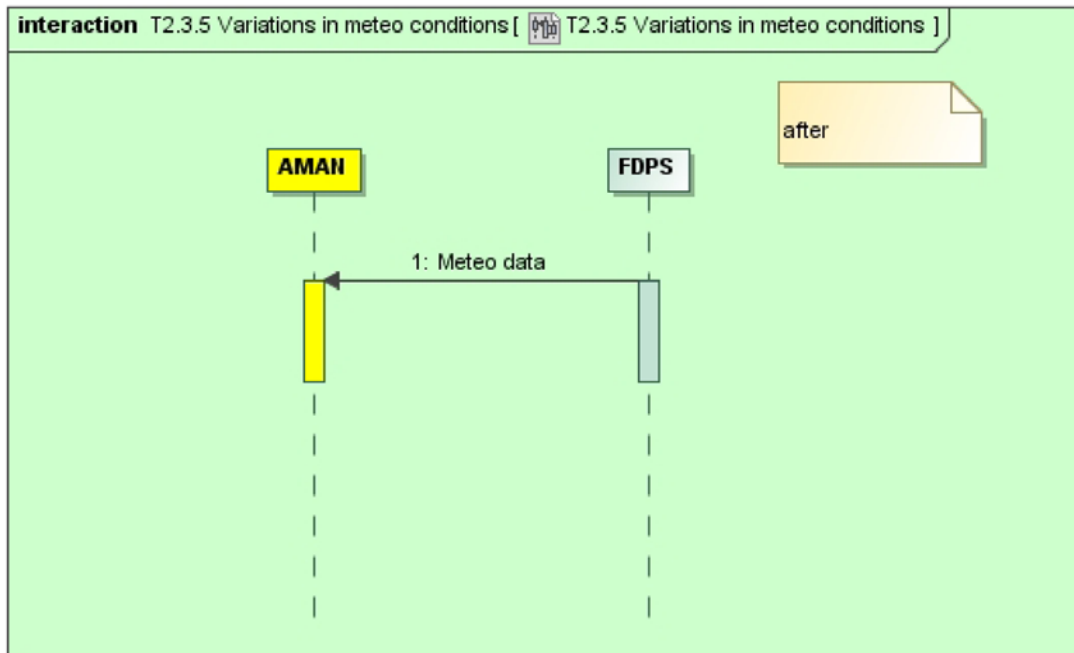 interaction T2.3.5 Variations in meteo conditions [ T2.3.5 Variations in meteo conditions ]
after
AMAN FDPS
1: Meteo data